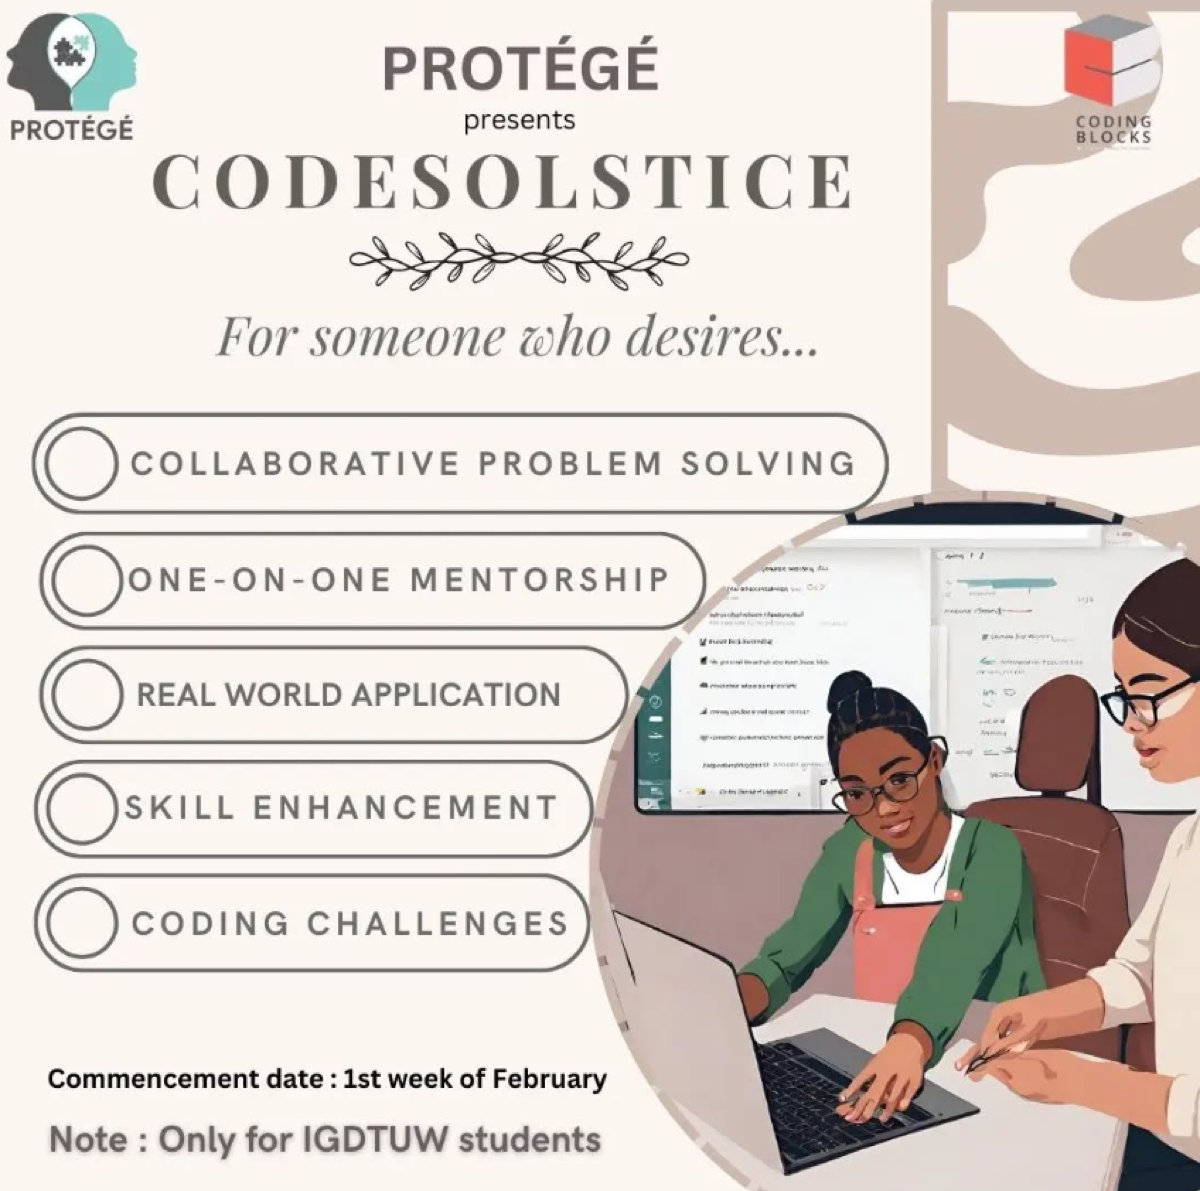 PROTÉGÉ
CODING
BLOCKS
PROTÉGÉ
presents
CODESOLSTICE
For someone who desires...
COLLABORATIVE PROBLEM SOLVING
ONE-ON-ONE MENTORSHIP
REAL WORLD APPLICATION
SKILL ENHANCEMENT
CODING CHALLENGES
Commencement date : 1st week of February
Note : Only for IGDTUW students